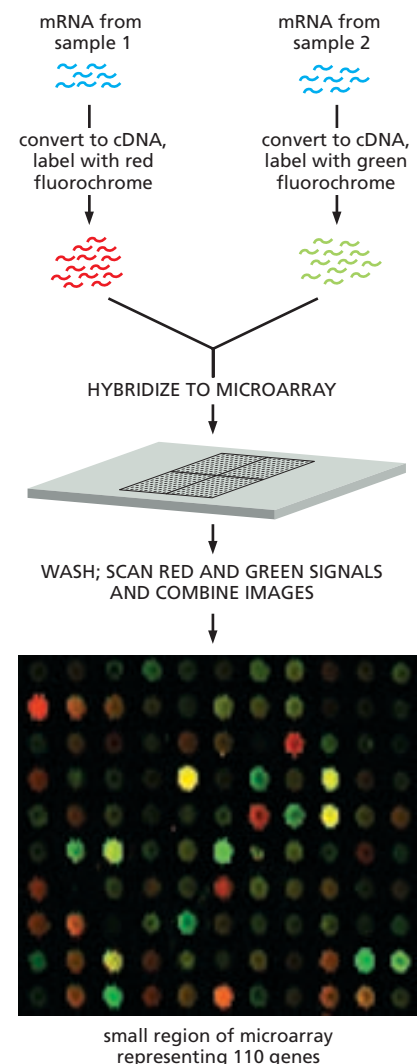 mRNA from
sample 1
mRNA from
sample 2
convert to cDNA,
label with red
fluorochrome
convert to cDNA,
label with green
fluorochrome
HYBRIDIZE TO MICROARRAY
WASH; SCAN RED AND GREEN SIGNALS
AND COMBINE IMAGES
small region of microarray
representing 110 genes